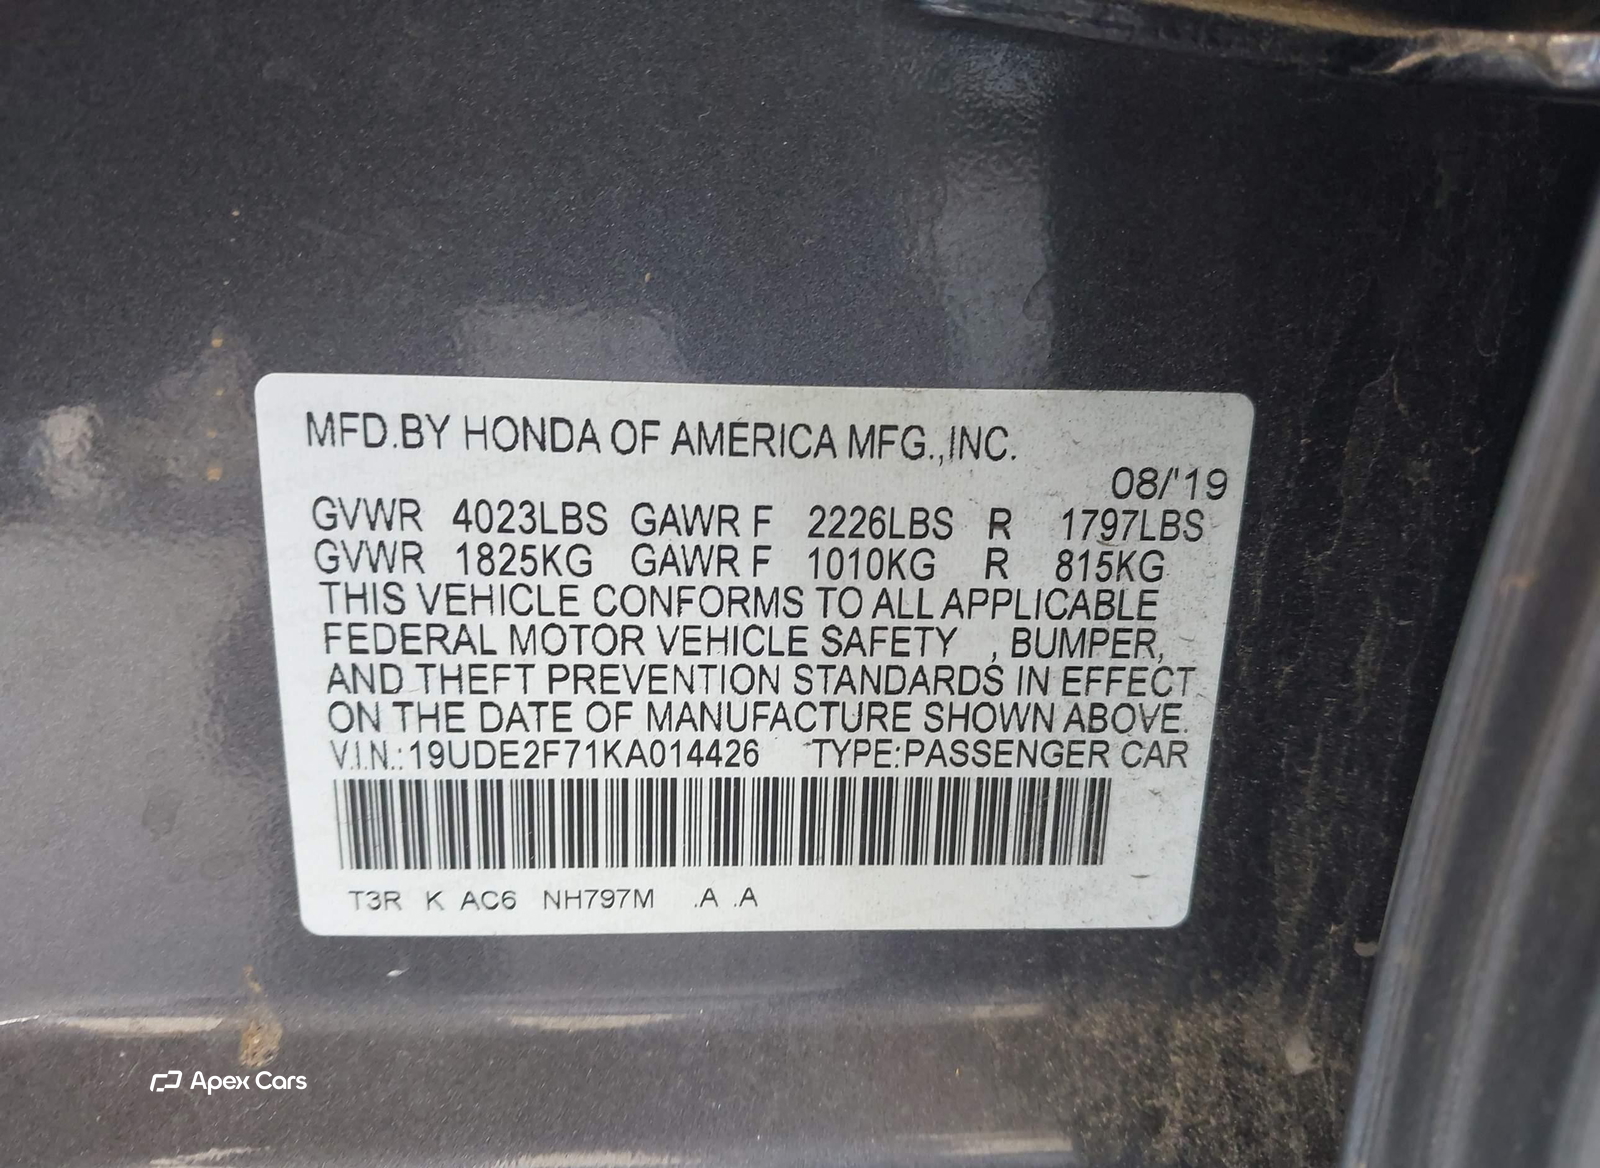 MFD.BY HONDA OF AMERICA MFG.,INC.
08/'19
GVWR 4023LBS GAWR F 2226LBS R 1797LBS
GVWR 1825KG GAWR F 1010KG R 815KG
THIS VEHICLE CONFORMS TO ALL APPLICABLE
FEDERAL MOTOR VEHICLE SAFETY , BUMPER,
AND THEFT PREVENTION STANDARDS IN EFFECT
ON THE DATE OF MANUFACTURE SHOWN ABOVE.
V.I.N.:19UDE2F71KA014426 TYPE:PASSENGER CAR
T3R K AC6 NH797M .A .A
Apex Cars